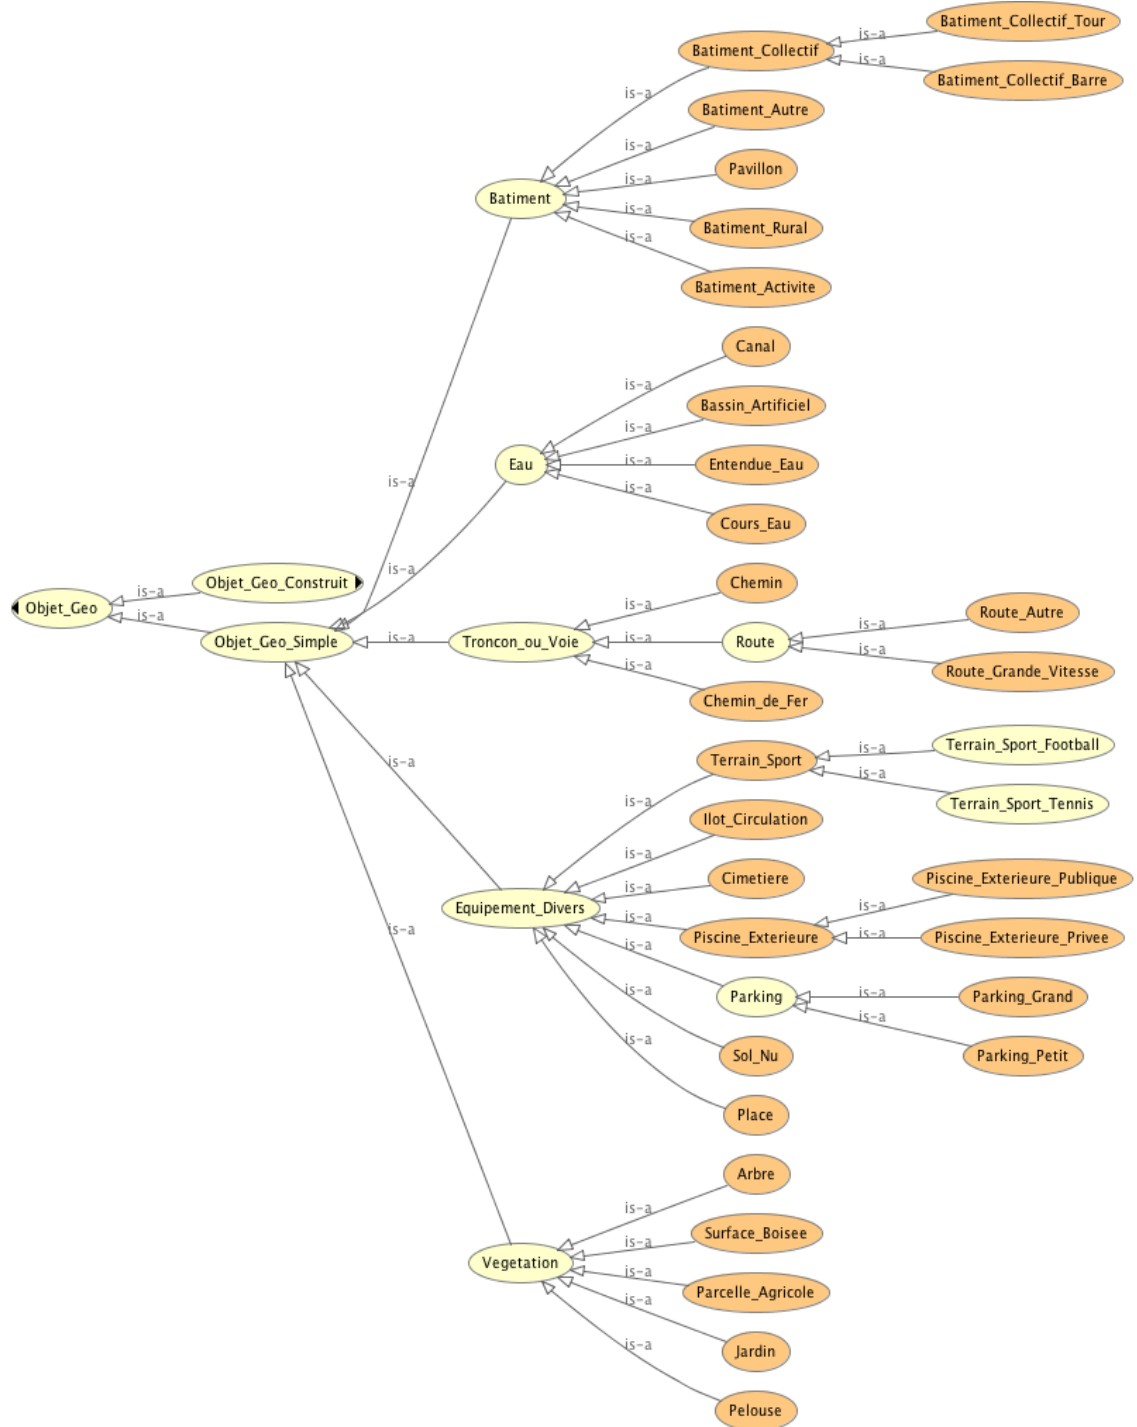 Batiment_Collectif_Tour
is-a
Batiment_Collectif
is-a
Batiment_Collectif_Barre
is-a
Batiment_Autre
is-a
Pavillon
is-a
Batiment
is-a
Batiment_Rural
is-a
Batiment_Activite
Canal
is-a
Bassin_Artificiel
is-a
Eau
is-a
Entendue_Eau
is-a
is-a
Cours_Eau
is-a
Objet_Geo_Construit
Chemin
is-a
Objet_Geo
is-a
is-a
Route_Autre
is-a
Objet_Geo_Simple
is-a
Troncon_ou_Voie
is-a
Route
is-a
Route_Grande_Vitesse
Chemin_de_Fer
Terrain_Sport_Football
is-a
Terrain_Sport
is-a
is-a
Terrain_Sport_Tennis
is-a
Ilot_Circulation
is-a
Cimetiere
is-a
Piscine_Exterieure_Publique
is-a
Equipement_Divers
is-a
is-a
Piscine_Exterieure
is-a
Piscine_Exterieure_Privee
is-a
Parking
is-a
Parking_Grand
is-a
is-a
Sol_Nu
Parking_Petit
is-a
Place
Arbre
is-a
Surface_Boisee
is-a
Vegetation
is-a
Parcelle_Agricole
is-a
Jardin
is-a
Pelouse